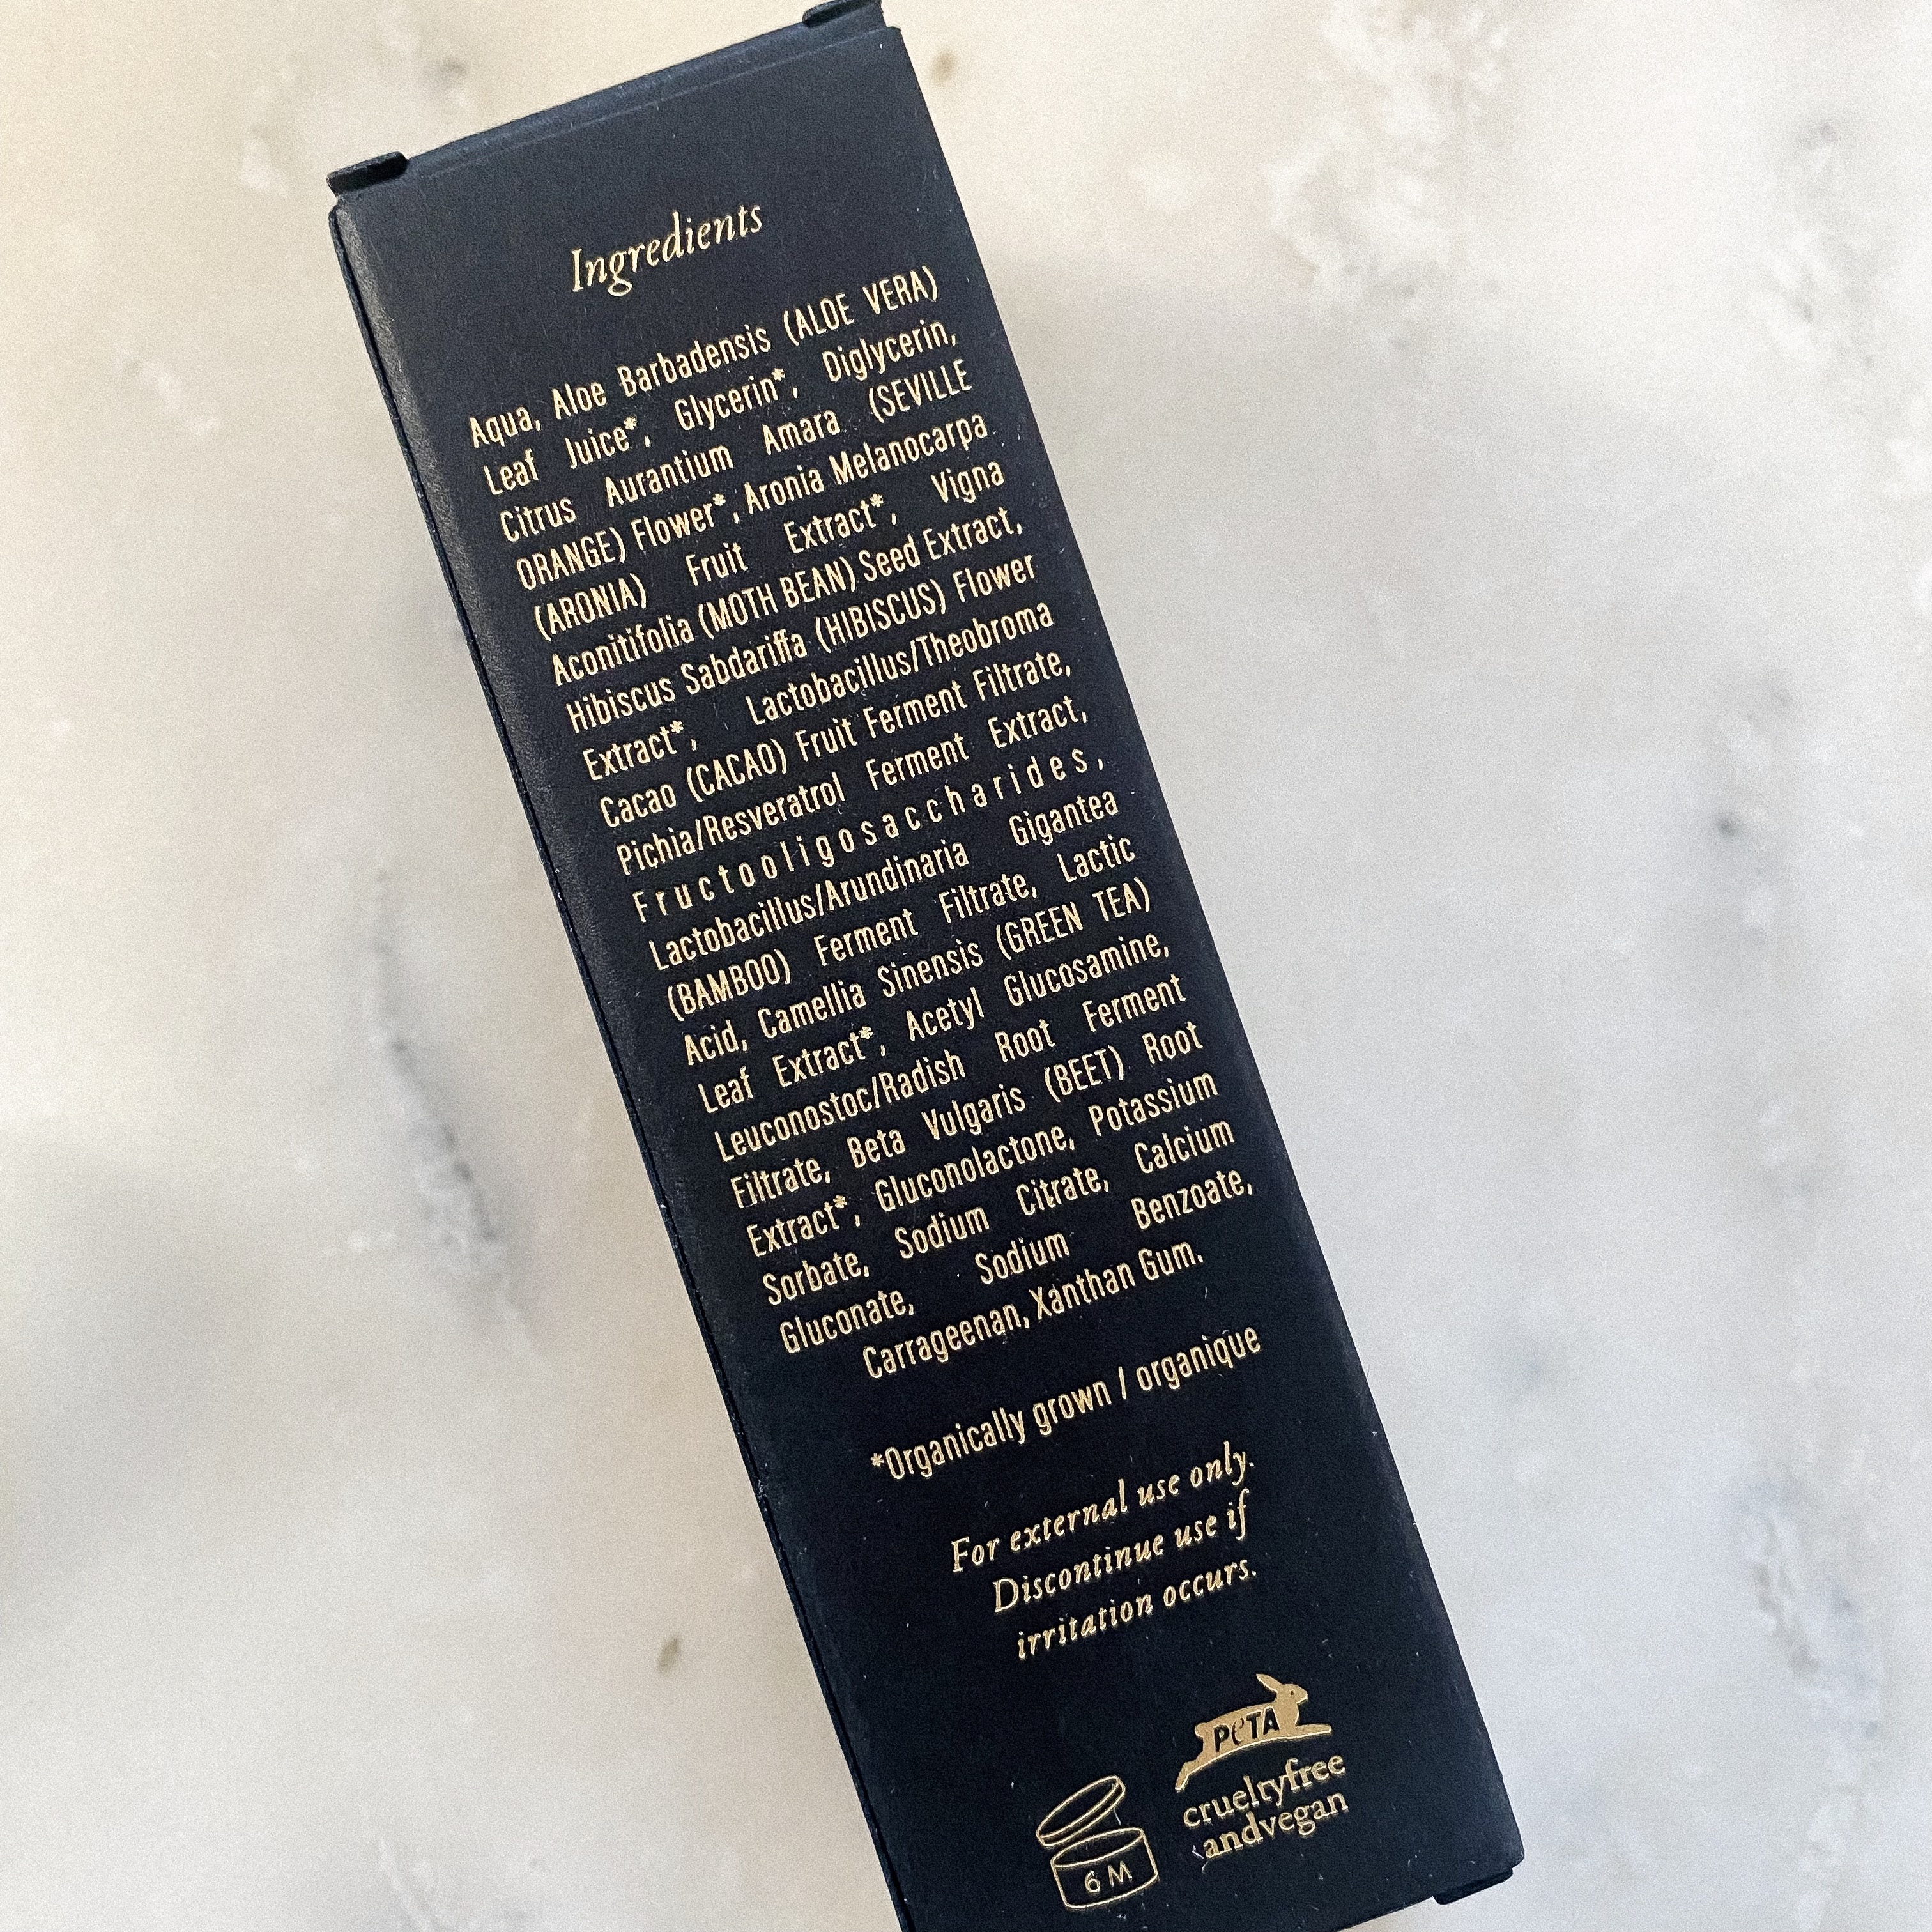 Ingredients
Aqua, Aloe Barbadensis (ALOE VERA)
Leaf Juice*, Glycerin*, Diglycerin,
Citrus Aurantium Amara (SEVILLE
ORANGE) Flower*, Aronia Melanocarpa
(ARONIA) Fruit Extract*, Vigna
Aconitifolia (MOTH BEAN) Seed Extract,
Hibiscus Sabdariffa (HIBISCUS) Flower
Extract*, Lactobacillus/Theobroma
Cacao (CACAO) Fruit Ferment Filtrate,
Pichia/Resveratrol Ferment Extract,
Fructooligosaccharides,
Lactobacillus/Arundinaria Gigantea
(BAMBOO) Ferment Filtrate, Lactic
Acid, Camellia Sinensis (GREEN TEA)
Leaf Extract*, Acetyl Glucosamine,
Leuconostoc/Radish Root Ferment
Filtrate, Beta Vulgaris (BEET) Root
Extract*, Gluconolactone, Potassium
Sorbate, Sodium Citrate, Calcium
Gluconate, Sodium Benzoate,
Carrageenan, Xanthan Gum.
*Organically grown / organique
For external use only.
Discontinue use if
irritation occurs.
PeTA
crueltyfree
andvegan
6 M